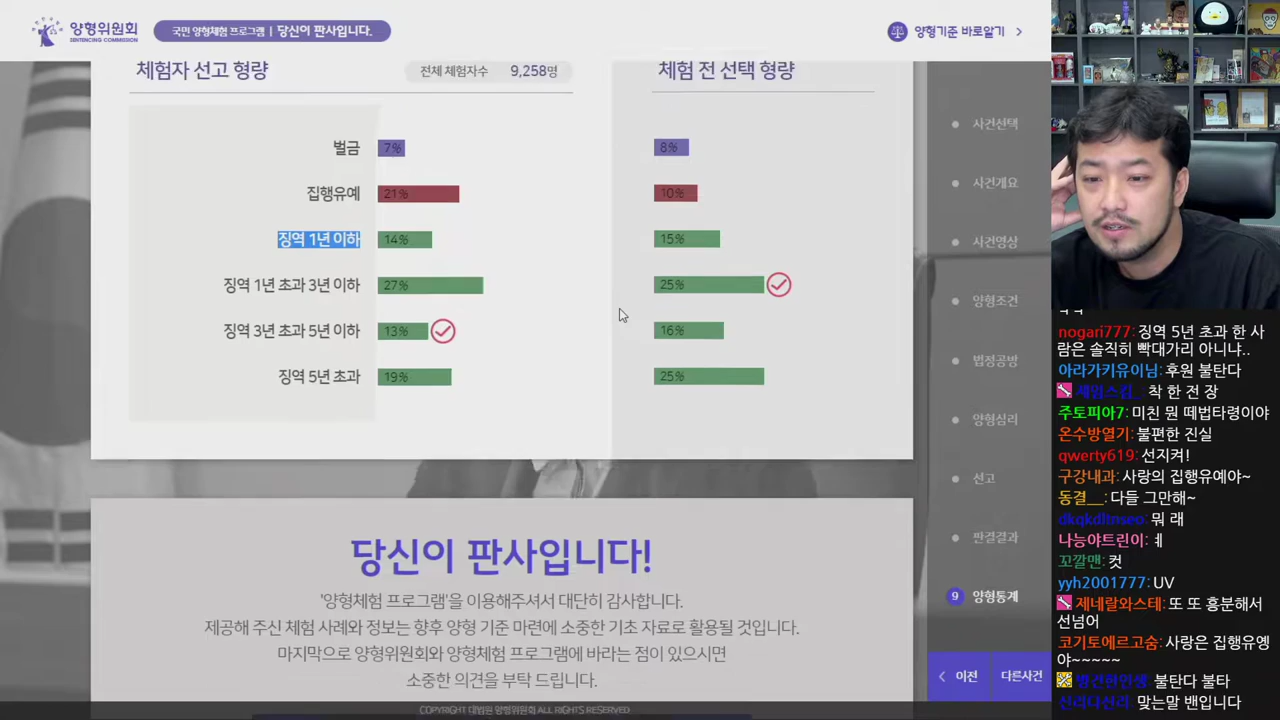 양형위원회
SENTENCING COMMISSION
국민 양형체험 프로그램 | 당신이 판사입니다.
양형기준 바로알기
체험자 선고 형량
전체 체험자수 9,258명
체험 전 선택 형량
벌금 7% 8%
집행유예 21% 10%
징역 1년 이하 14% 15%
징역 1년 초과 3년 이하 27% 25%
징역 3년 초과 5년 이하 13% 16%
징역 5년 초과 19% 25%
당신이 판사입니다!
'양형체험 프로그램'을 이용해주셔서 대단히 감사합니다.
제공해 주신 체험 사례와 정보는 향후 양형 기준 마련에 소중한 기초 자료로 활용될 것입니다.
마지막으로 양형위원회와 양형체험 프로그램에 바라는 점이 있으시면
소중한 의견을 부탁 드립니다.
COPYRIGHT 대법원 양형위원회 ALL RIGHTS RESERVED
사건선택
사건개요
사건영상
양형조건
법정공방
양형심리
선고
판결결과
9 양형통계
이전 다른사건
nogari777: 징역 5년 초과 한 사
람은 솔직히 빡대가리 아니냐..
아라가키유이님: 후원 불탄다
세임스킴_: 착 한 전 장
주토피아7: 미친 뭔 떼법타령이야
온수방열기: 불편한 진실
qwerty619: 선지켜!
구강내과: 사랑의 집행유예야~
동결__: 다들 그만해~
dkqkdltnseo: 뭐 래
나능야트린이: ㅖ
꼬깔맨: 컷
yyh2001777: UV
제네랄와스테: 또 또 흥분해서
선넘어
코기토에르고숨: 사랑은 집행유옝
야~~~~~
불탄다 불타
맞는말 밴입니다